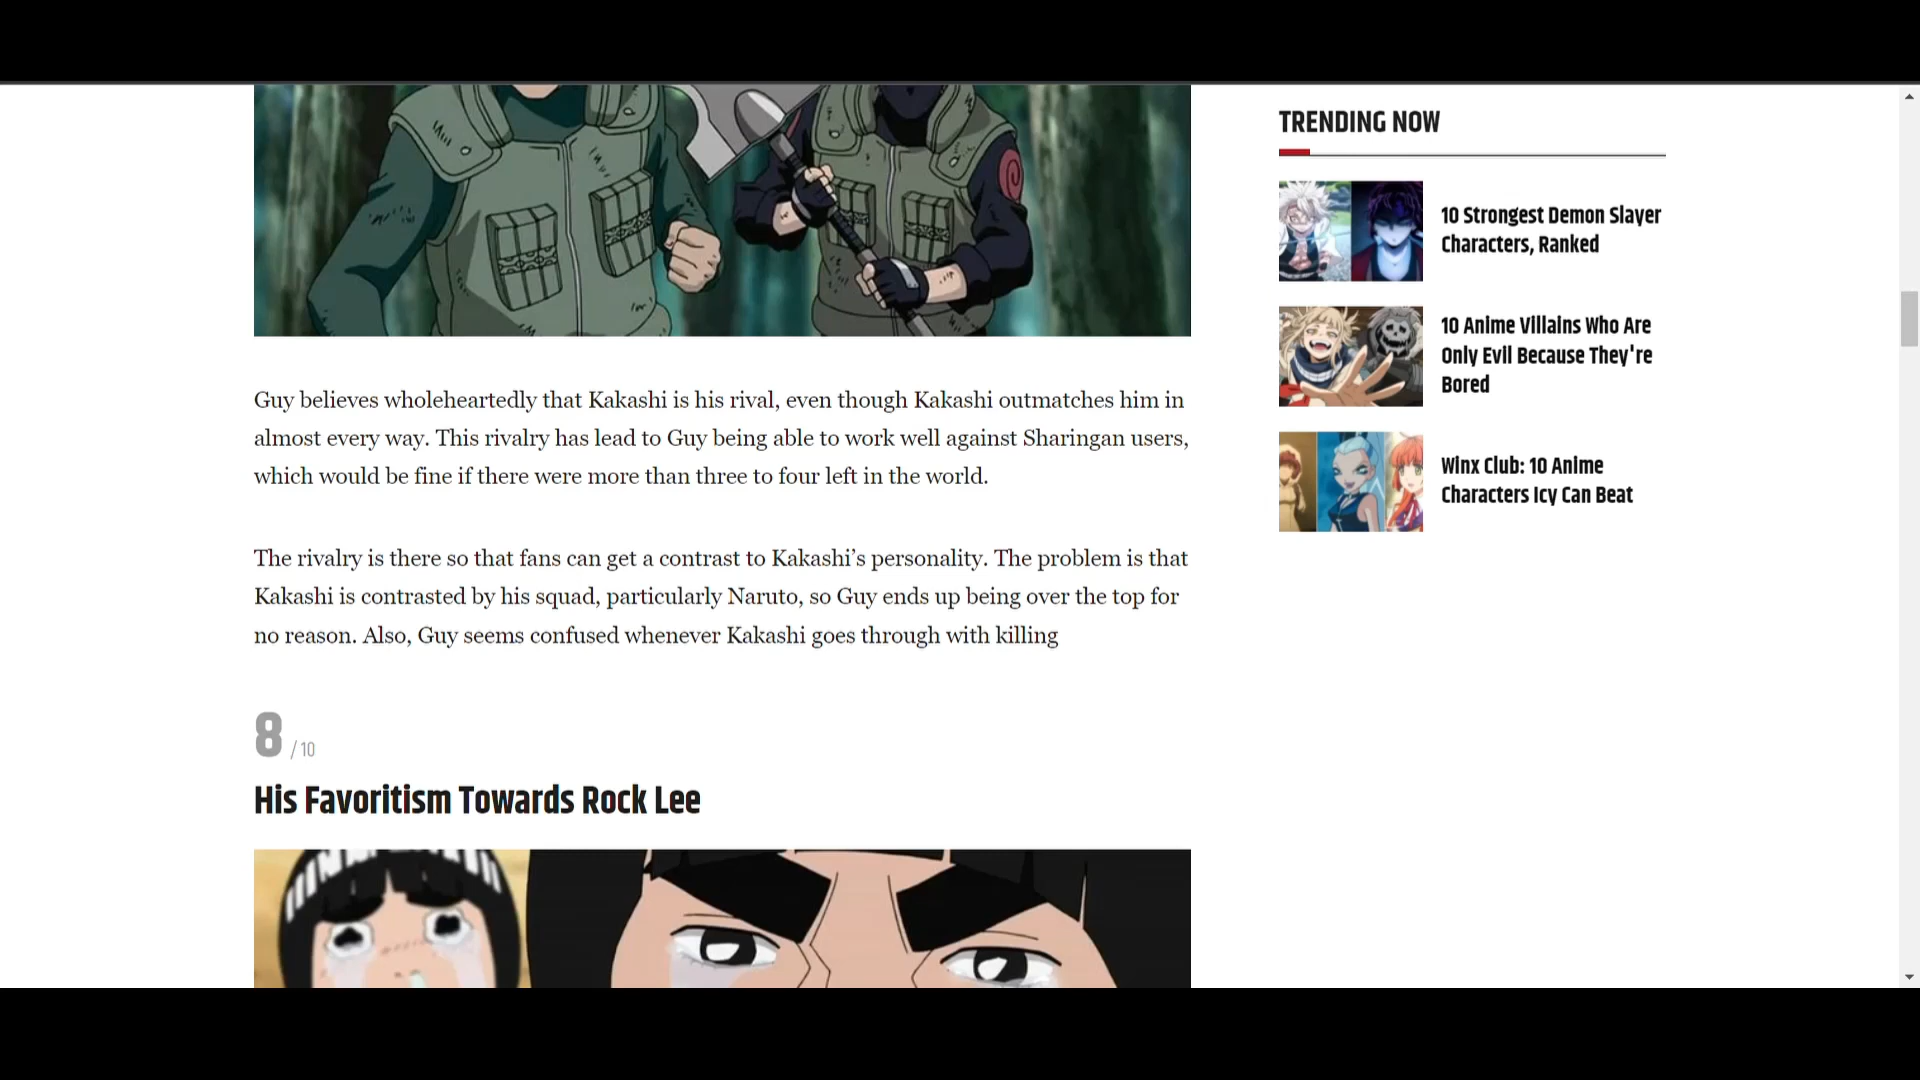 Guy believes wholeheartedly that Kakashi is his rival, even though Kakashi outmatches him in
almost every way. This rivalry has lead to Guy being able to work well against Sharingan users,
which would be fine if there were more than three to four left in the world.
The rivalry is there so that fans can get a contrast to Kakashi’s personality. The problem is that
Kakashi is contrasted by his squad, particularly Naruto, so Guy ends up being over the top for
no reason. Also, Guy seems confused whenever Kakashi goes through with killing
8 / 10
His Favoritism Towards Rock Lee
TRENDING NOW
10 Strongest Demon Slayer
Characters, Ranked
10 Anime Villains Who Are
Only Evil Because They're
Bored
Winx Club: 10 Anime
Characters Icy Can Beat